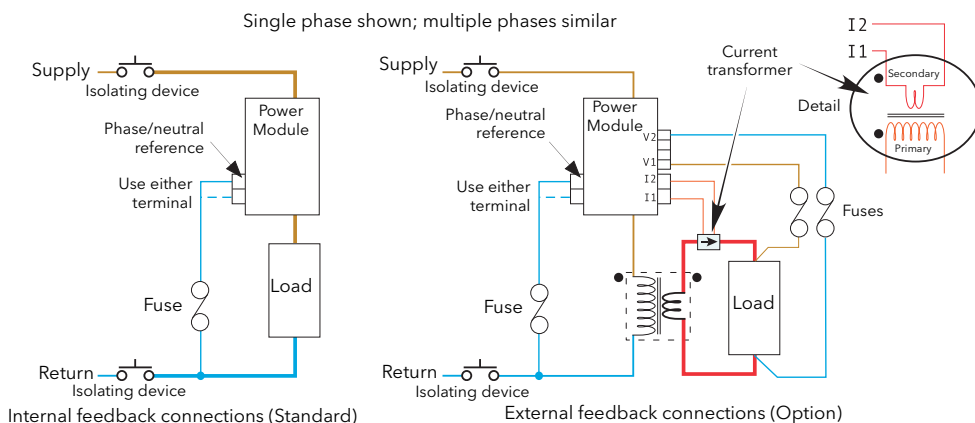 Single phase shown; multiple phases similar
Supply
Isolating device
Power
Module
Phase/neutral
reference
Use either
terminal
Fuse
Load
Return
Isolating device
Internal feedback connections (Standard)
Supply
Isolating device
Power
Module
Phase/neutral
reference
Use either
terminal
V2
V1
I2
I1
Current
transformer
Fuses
Fuse
Load
Return
Isolating device
External feedback connections (Option)
I2
I1
Secondary
Detail
Primary